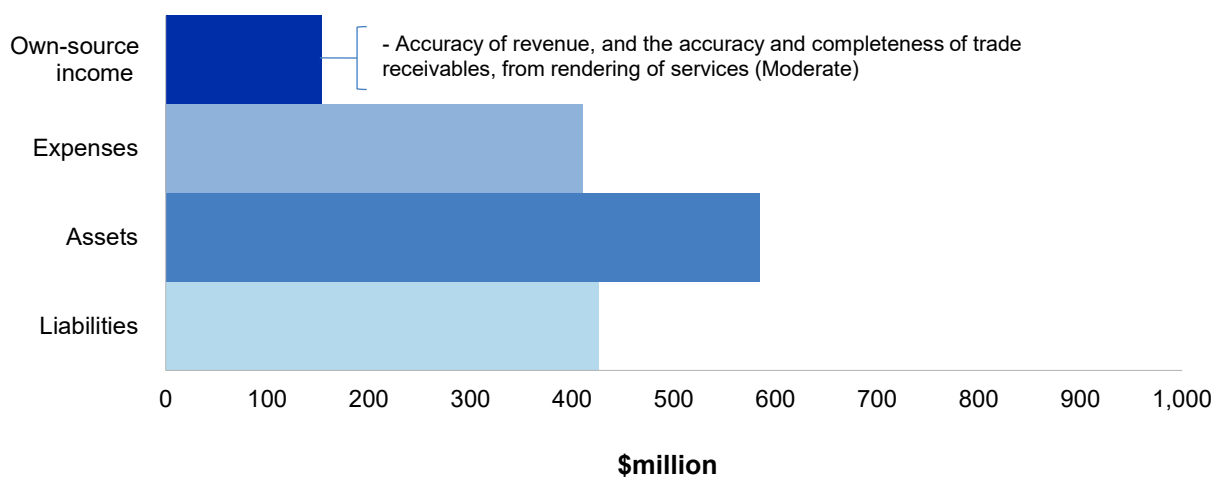 Own-source
income
- Accuracy of revenue, and the accuracy and completeness of trade
receivables, from rendering of services (Moderate)
Expenses
Assets
Liabilities
0 100 200 300 400 500 600 700 800 900 1,000
$million